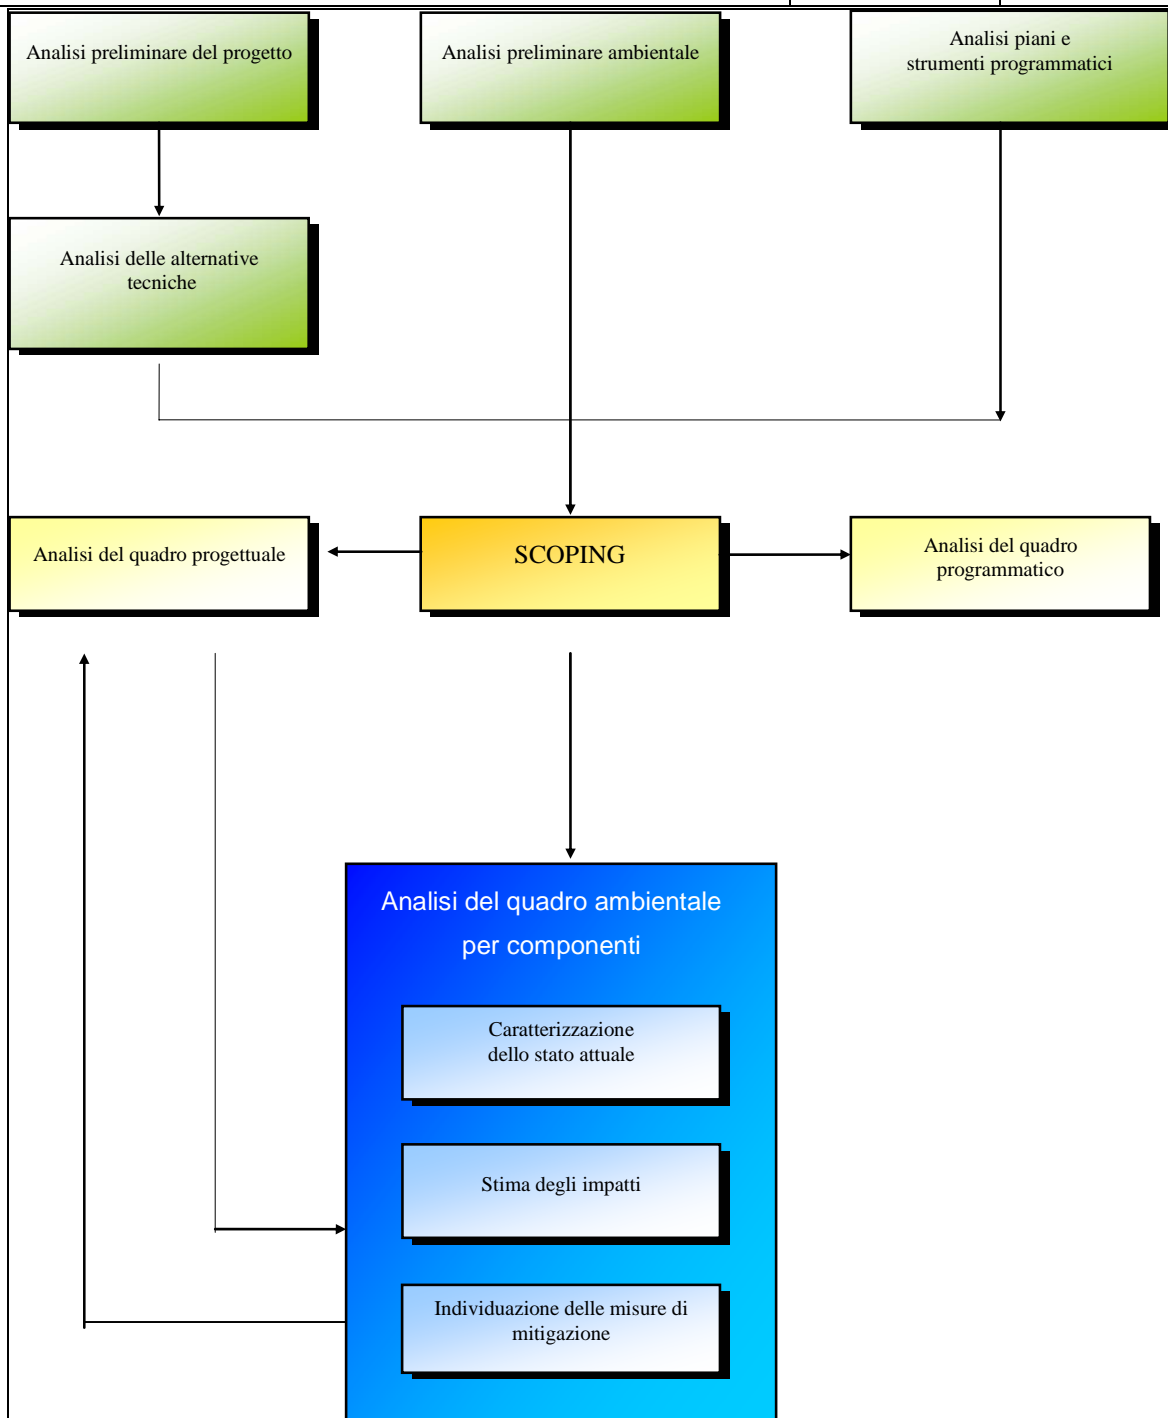 Analisi preliminare del progetto
Analisi preliminare ambientale
Analisi piani e
strumenti programmatici
Analisi delle alternative
tecniche
Analisi del quadro progettuale
SCOPING
Analisi del quadro
programmatico
Analisi del quadro ambientale
per componenti
Caratterizzazione
dello stato attuale
Stima degli impatti
Individuazione delle misure di
mitigazione